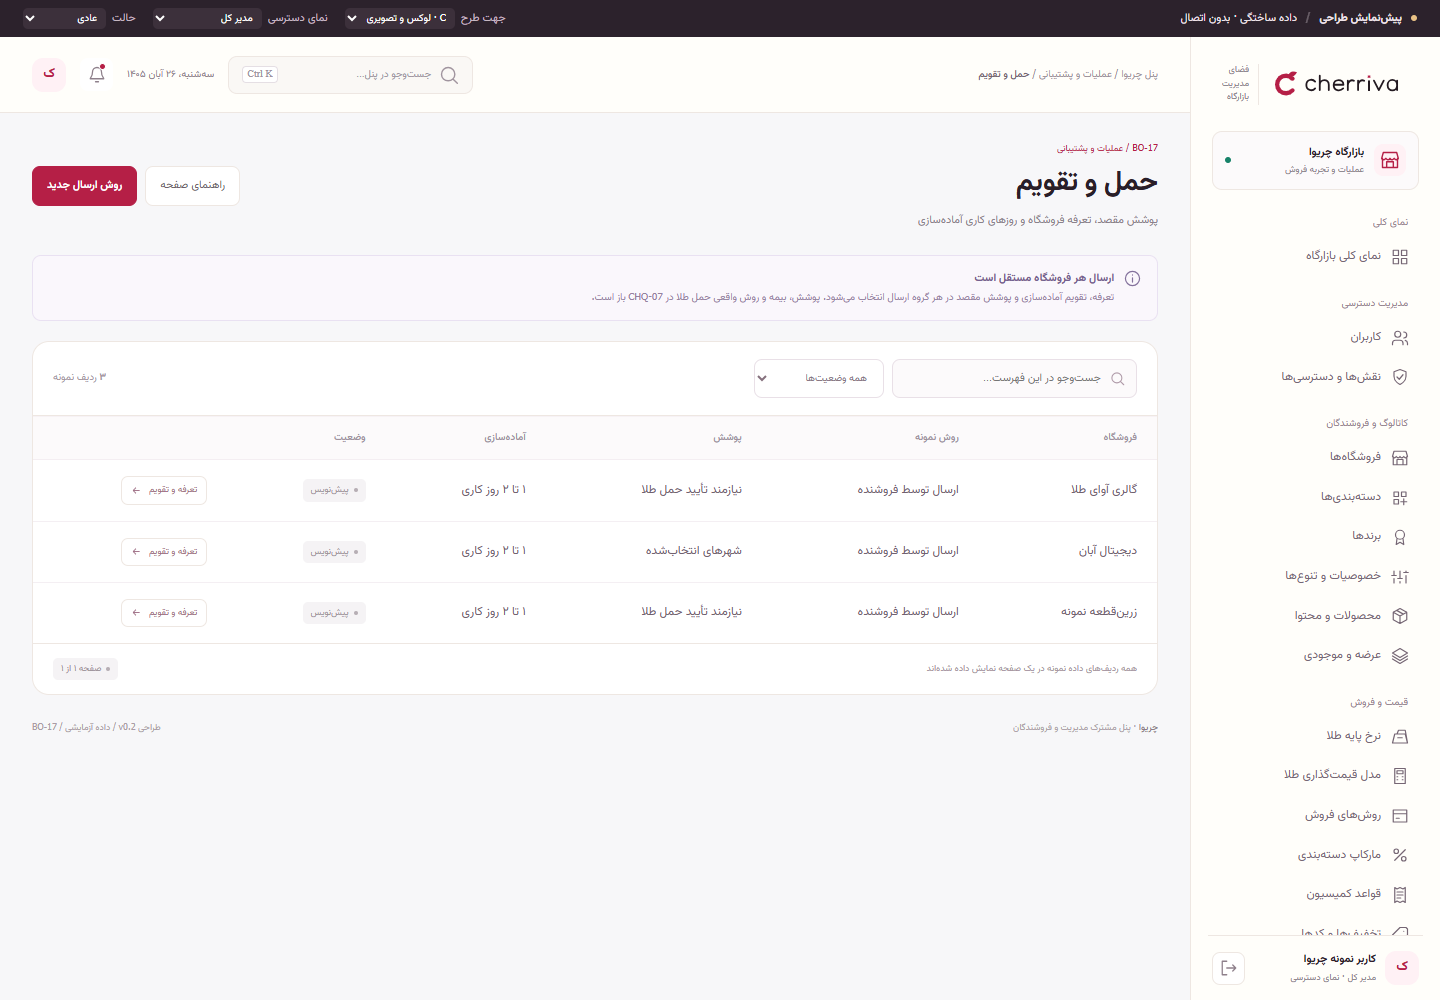 پیش‌نمایش طراحی / داده ساختگی • بدون اتصال
جهت طرح C • لوکس و تصویری نمای دسترسی مدیر کل حالت عادی
cherriva
فضای
مدیریت
بازارگاه
بازارگاه چریوا
عملیات و تجربه فروش
نمای کلی
نمای کلی بازارگاه
مدیریت دسترسی
کاربران
نقش‌ها و دسترسی‌ها
کاتالوگ و فروشندگان
فروشگاه‌ها
دسته‌بندی‌ها
برندها
خصوصیات و تنوع‌ها
محصولات و محتوا
عرضه و موجودی
قیمت و فروش
نرخ پایه طلا
مدل قیمت‌گذاری طلا
روش‌های فروش
مارکاپ دسته‌بندی
قواعد کمیسیون
تخفیف‌ها و کدها
ک
کاربر نمونه چریوا
مدیر کل • نمای دسترسی
پنل چریوا / عملیات و پشتیبانی / حمل و تقویم
جست‌وجو در پنل... Ctrl K
سه‌شنبه، ۲۶ آبان ۱۴۰۵
ک
BO-17 / عملیات و پشتیبانی
حمل و تقویم
پوشش مقصد، تعرفه فروشگاه و روزهای کاری آماده‌سازی
راهنمای صفحه
روش ارسال جدید
ارسال هر فروشگاه مستقل است
تعرفه، تقویم آماده‌سازی و پوشش مقصد در هر گروه ارسال انتخاب می‌شود. پوشش، بیمه و روش واقعی حمل طلا در CHQ-07 باز است.
جست‌وجو در این فهرست...
همه وضعیت‌ها
۳ ردیف نمونه
فروشگاه روش نمونه پوشش آماده‌سازی وضعیت
گالری آوای طلا ارسال توسط فروشنده نیازمند تأیید حمل طلا ۱ تا ۲ روز کاری پیش‌نویس تعرفه و تقویم ←
دیجیتال آبان ارسال توسط فروشنده شهرهای انتخاب‌شده ۱ تا ۲ روز کاری پیش‌نویس تعرفه و تقویم ←
زرین‌قطعه نمونه ارسال توسط فروشنده نیازمند تأیید حمل طلا ۱ تا ۲ روز کاری پیش‌نویس تعرفه و تقویم ←
همه ردیف‌های داده نمونه در یک صفحه نمایش داده شده‌اند
صفحه ۱ از ۱
چریوا • پنل مشترک مدیریت و فروشندگان
طراحی v0.2 / داده آزمایشی / BO-17